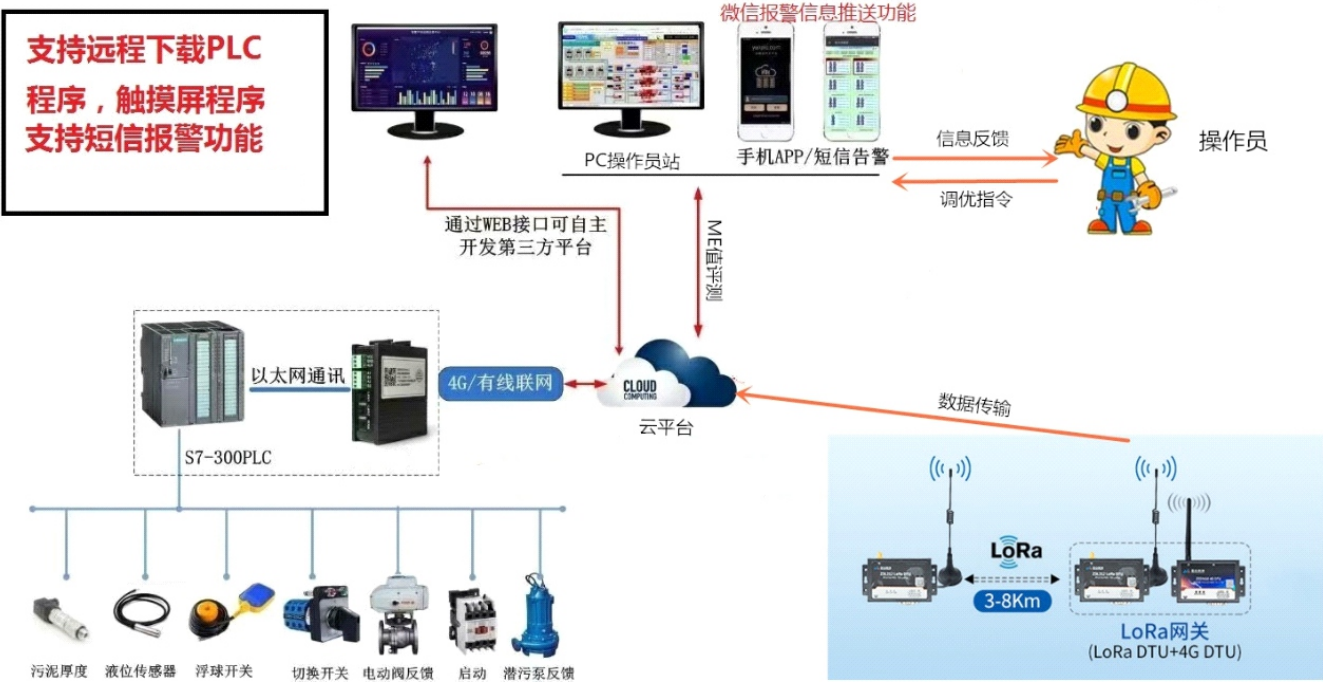 微信报警信息推送功能
支持远程下载PLC
程序，触摸屏程序
支持短信报警功能
PC操作员站
手机APP/短信告警
信息反馈
操作员
调优指令
通过WEB接口可自主
开发第三方平台
ME值评测
以太网通讯
4G/有线联网
CLOUD
COMPUTING
云平台
数据传输
S7-300PLC
LoRa
3-8Km
LoRa网关
(LoRa DTU+4G DTU)
污泥厚度
液位传感器
浮球开关
切换开关
电动阀反馈
启动
潜污泵反馈